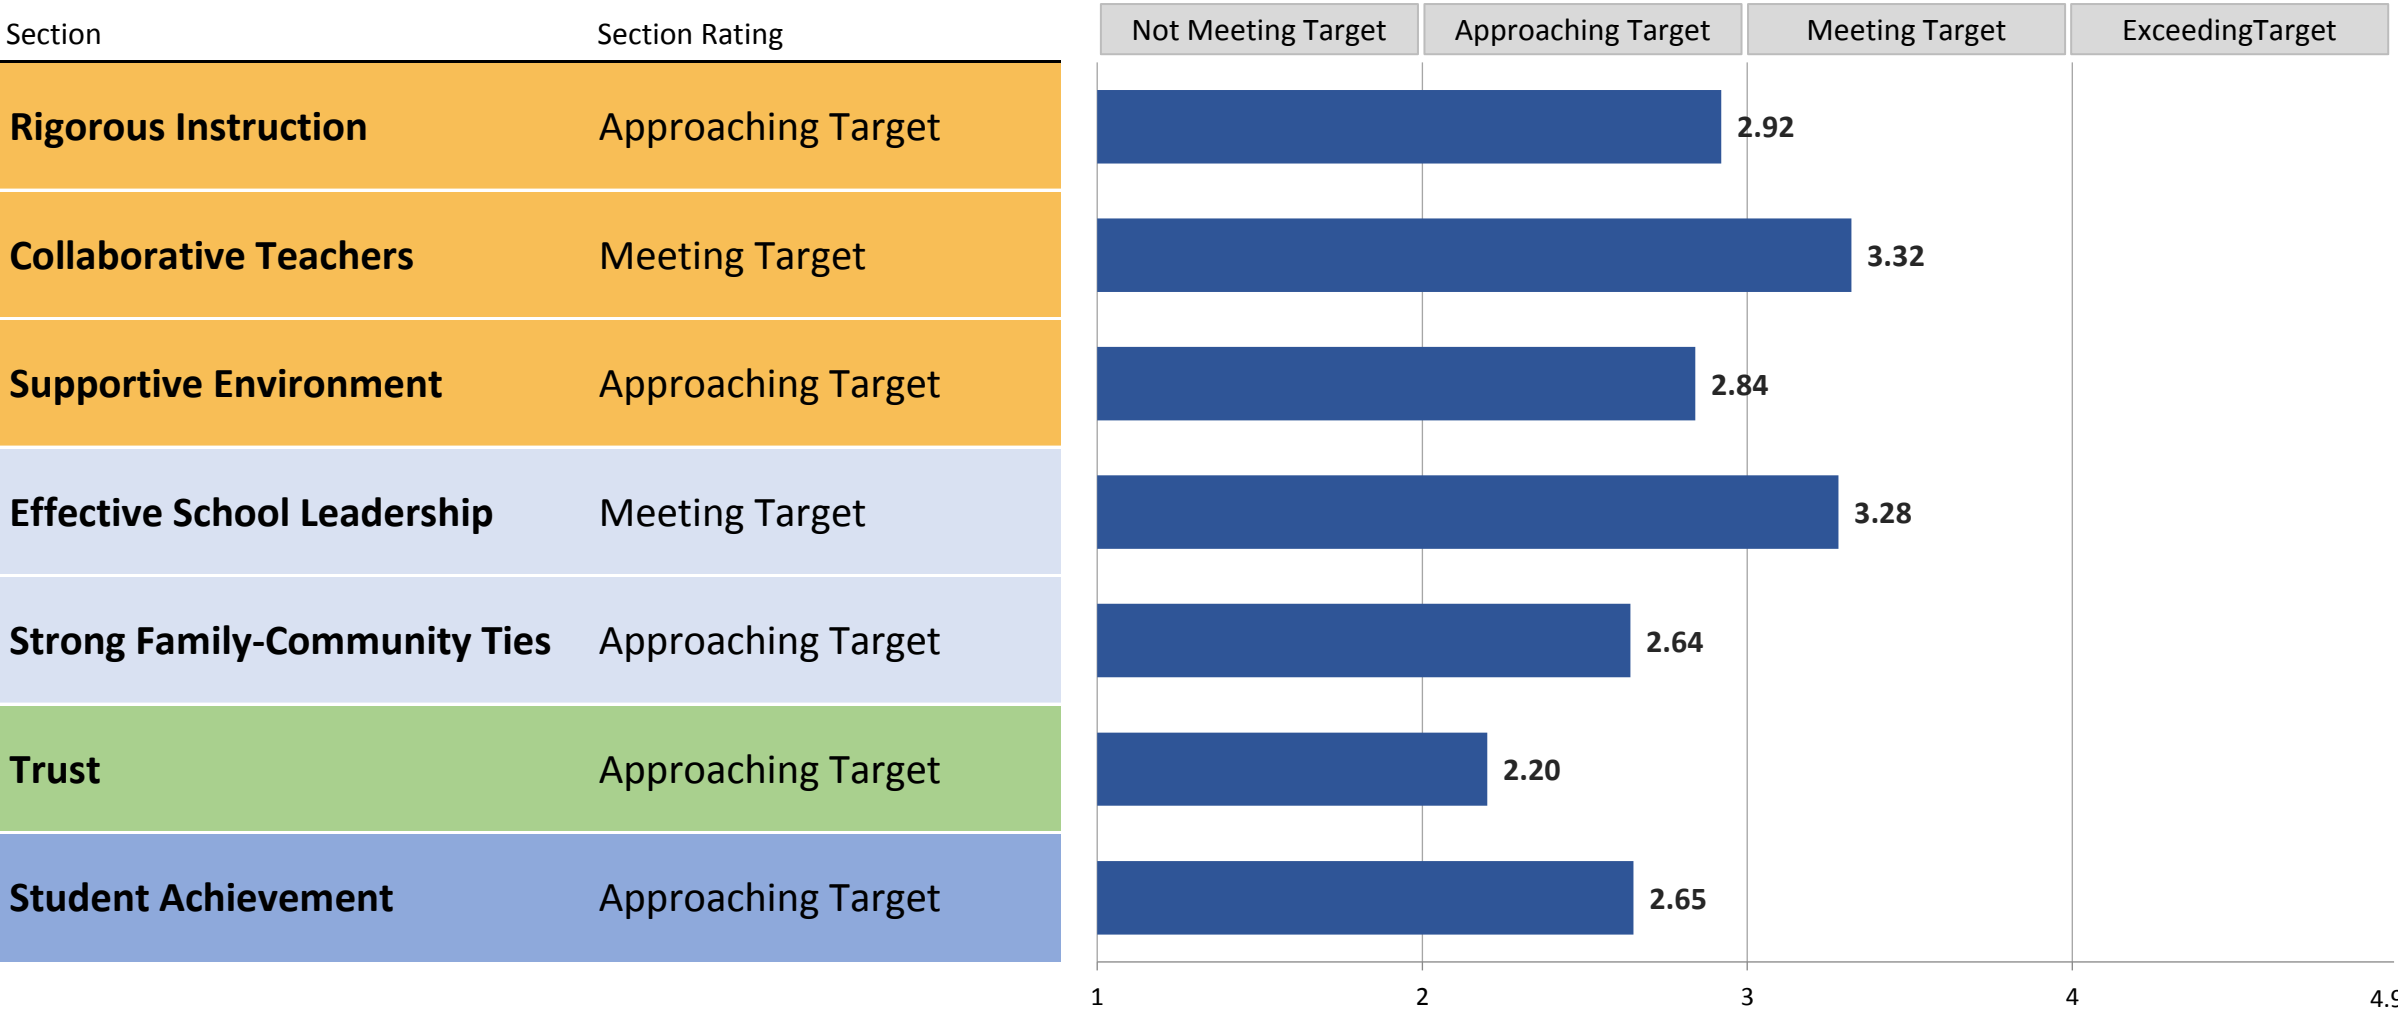 Section Section Rating Not Meeting Target Approaching Target Meeting Target ExceedingTarget
Rigorous Instruction Approaching Target 2.92
Collaborative Teachers Meeting Target 3.32
Supportive Environment Approaching Target 2.84
Effective School Leadership Meeting Target 3.28
Strong Family-Community Ties Approaching Target 2.64
Trust Approaching Target 2.20
Student Achievement Approaching Target 2.65
1 2 3 4